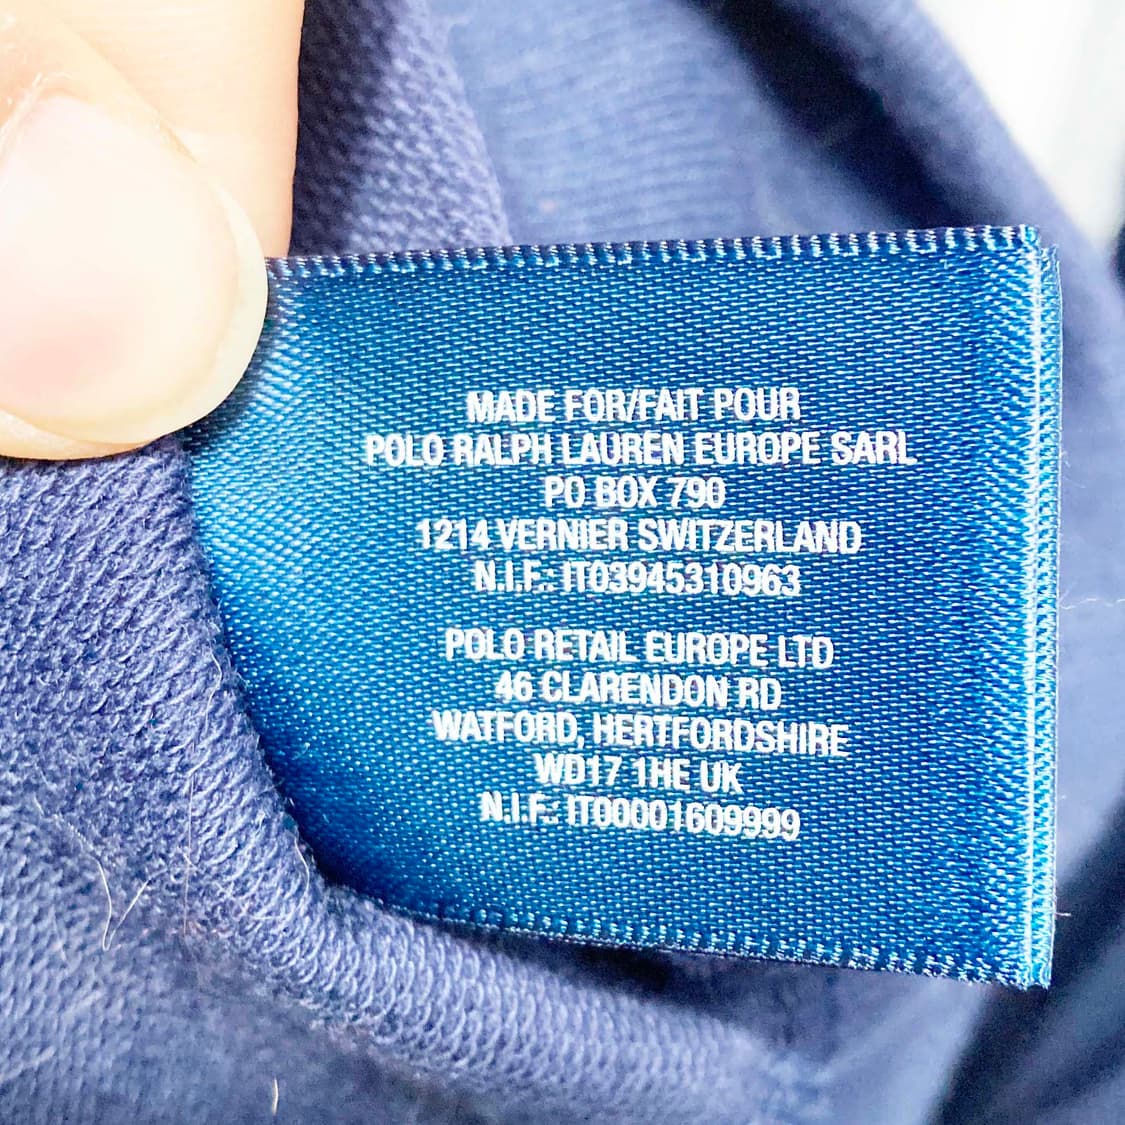 MADE FOR/FAIT POUR
POLO RALPH LAUREN EUROPE SARL
PO BOX 790
1214 VERNIER SWITZERLAND
N.I.F.: IT03945310963
POLO RETAIL EUROPE LTD
46 CLARENDON RD
WATFORD, HERTFORDSHIRE
WD17 1HE UK
N.I.F.: IT00001609999